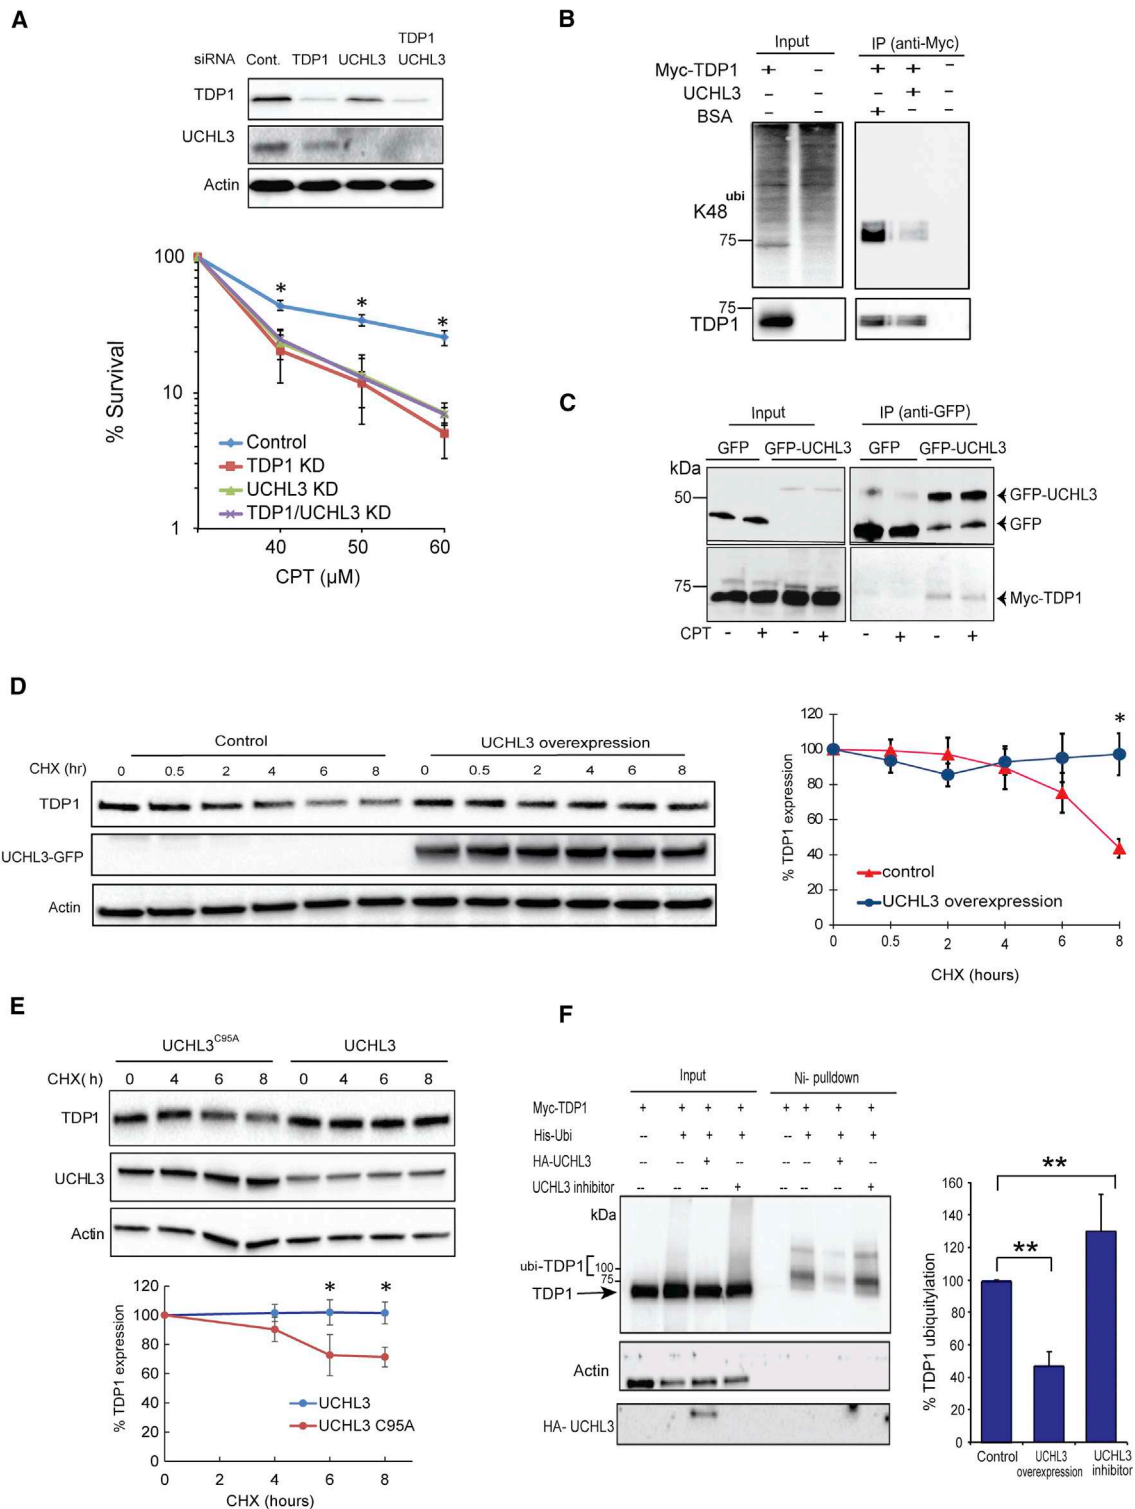 A
siRNA Cont. TDP1 UCHL3 TDP1 UCHL3
TDP1
UCHL3
Actin
100
10
1
% Survival
*
*
*
Control
TDP1 KD
UCHL3 KD
TDP1/UCHL3 KD
40 50 60
CPT (µM)
B
Input IP (anti-Myc)
Myc-TDP1 + – + + –
UCHL3 – – – + –
BSA – – + – –
K48 ubi
75
75
TDP1
C
Input IP (anti-GFP)
GFP GFP-UCHL3 GFP GFP-UCHL3
kDa
50
GFP-UCHL3
GFP
75
Myc-TDP1
CPT - + - + - + - +
D
Control UCHL3 overexpression
CHX (hr) 0 0.5 2 4 6 8 0 0.5 2 4 6 8
TDP1
UCHL3-GFP
Actin
120
100
80
60
40
20
0
% TDP1 expression
*
control
UCHL3 overexpression
0 0.5 2 4 6 8
CHX (hours)
E
UCHL3C95A UCHL3
CHX( h) 0 4 6 8 0 4 6 8
TDP1
UCHL3
Actin
120
100
80
60
40
20
0
% TDP1 expression
* *
UCHL3
UCHL3 C95A
0 2 4 6 8
CHX (hours)
F
Input Ni- pulldown
Myc-TDP1 + + + + + + + +
His-Ubi -- + + + -- + + +
HA-UCHL3 -- -- + -- -- -- + --
UCHL3 inhibitor -- -- -- + -- -- -- +
kDa
ubi-TDP1 [ 100
75
TDP1
Actin
HA- UCHL3
160
140
120
100
80
60
40
20
0
% TDP1 ubiquitylation
**
**
Control UCHL3 overexpression UCHL3 inhibitor